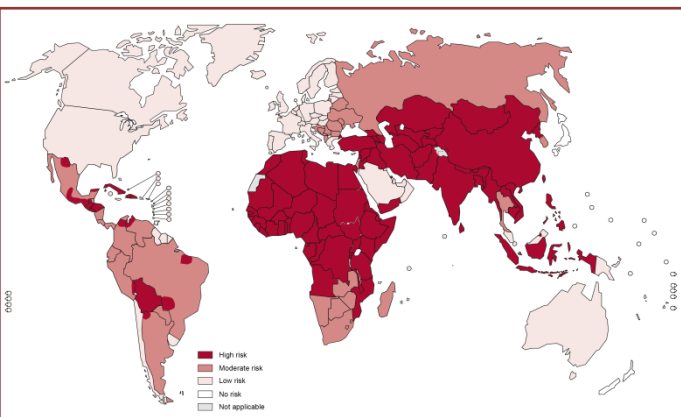 High risk
Moderate risk
Low risk
No risk
Not applicable